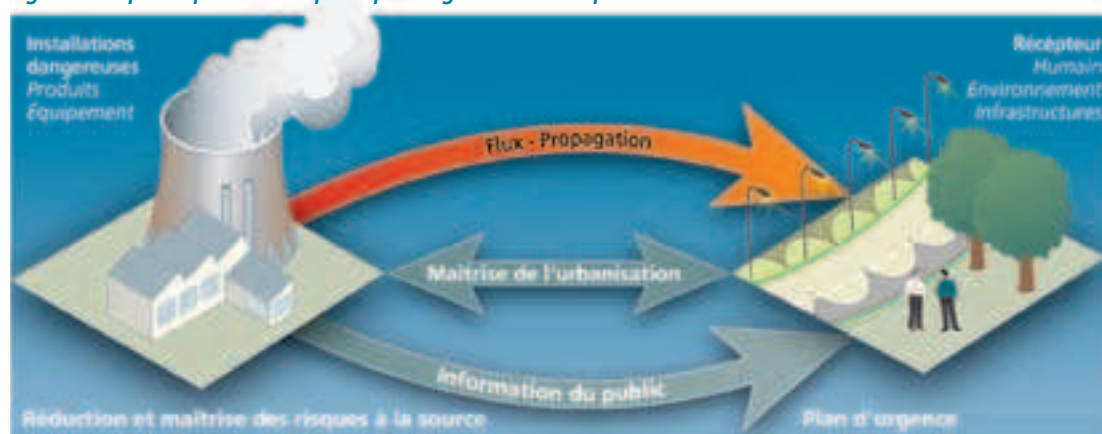 Installations
dangereuses
Produits
Équipement
Récepteur
Humain
Environnement
Infrastructures
Flux - Propagation
Maîtrise de l'urbanisation
Information du public
Réduction et maîtrise des risques à la source
Plan d'urgence